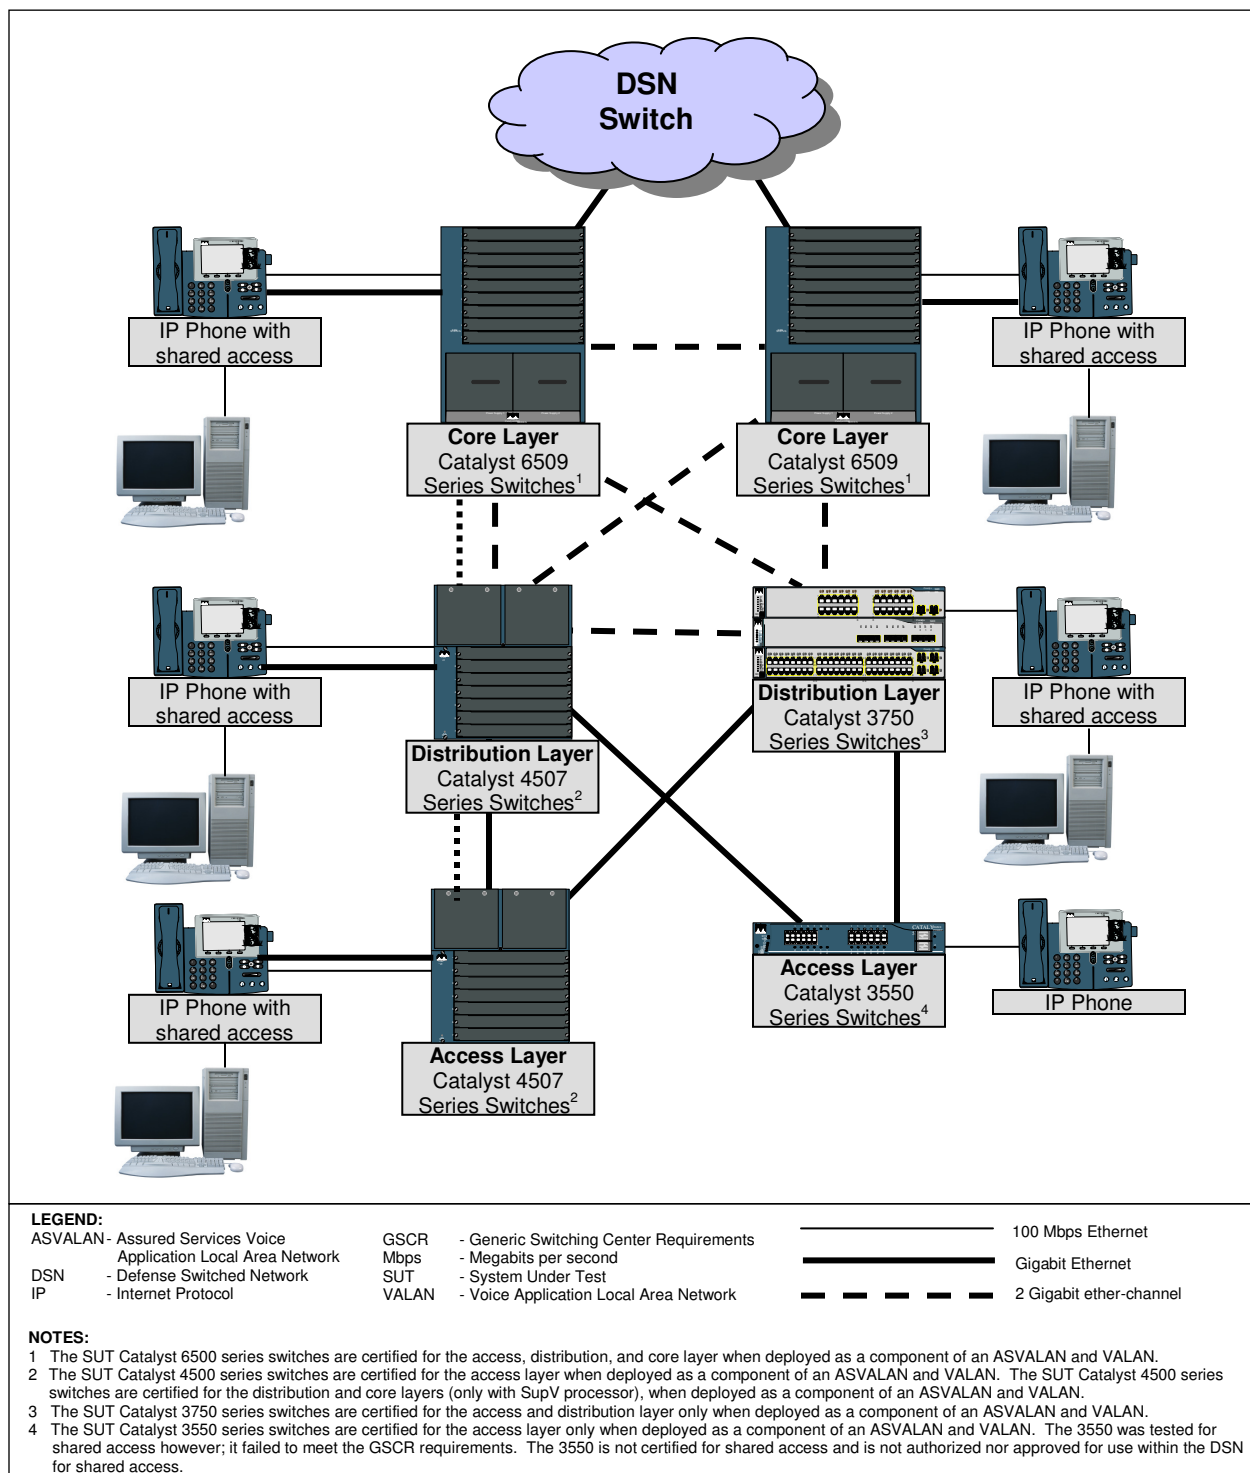 DSN
Switch
IP Phone with
shared access
IP Phone with
shared access
Core Layer
Catalyst 6509
Series Switches1
Core Layer
Catalyst 6509
Series Switches1
IP Phone with
shared access
IP Phone with
shared access
Distribution Layer
Catalyst 4507
Series Switches2
Distribution Layer
Catalyst 3750
Series Switches3
IP Phone with
shared access
Access Layer
Catalyst 4507
Series Switches2
CATALYST
Access Layer
Catalyst 3550
Series Switches4
IP Phone
LEGEND:
ASVALAN - Assured Services Voice
Application Local Area Network
DSN - Defense Switched Network
IP - Internet Protocol
GSCR - Generic Switching Center Requirements
Mbps - Megabits per second
SUT - System Under Test
VALAN - Voice Application Local Area Network
100 Mbps Ethernet
Gigabit Ethernet
2 Gigabit ether-channel
NOTES:
1 The SUT Catalyst 6500 series switches are certified for the access, distribution, and core layer when deployed as a component of an ASVALAN and VALAN.
2 The SUT Catalyst 4500 series switches are certified for the access layer when deployed as a component of an ASVALAN and VALAN. The SUT Catalyst 4500 series
switches are certified for the distribution and core layers (only with SupV processor), when deployed as a component of an ASVALAN and VALAN.
3 The SUT Catalyst 3750 series switches are certified for the access and distribution layer only when deployed as a component of an ASVALAN and VALAN.
4 The SUT Catalyst 3550 series switches are certified for the access layer only when deployed as a component of an ASVALAN and VALAN. The 3550 was tested for
shared access however; it failed to meet the GSCR requirements. The 3550 is not certified for shared access and is not authorized nor approved for use within the DSN
for shared access.